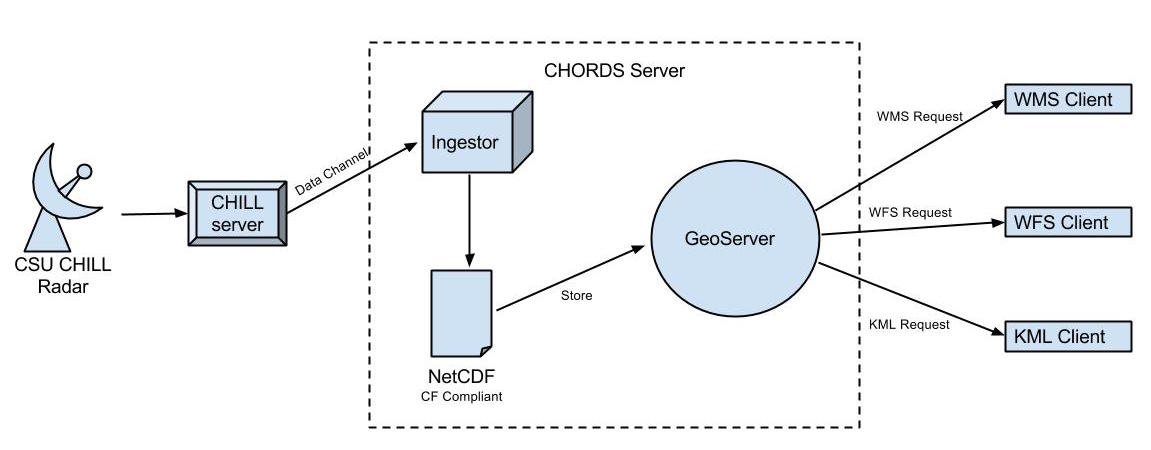 CHORDS Server
CSU CHILL
Radar
CHILL
server
Data Channel
Ingestor
NetCDF
CF Compliant
Store
GeoServer
WMS Request
WFS Request
KML Request
WMS Client
WFS Client
KML Client